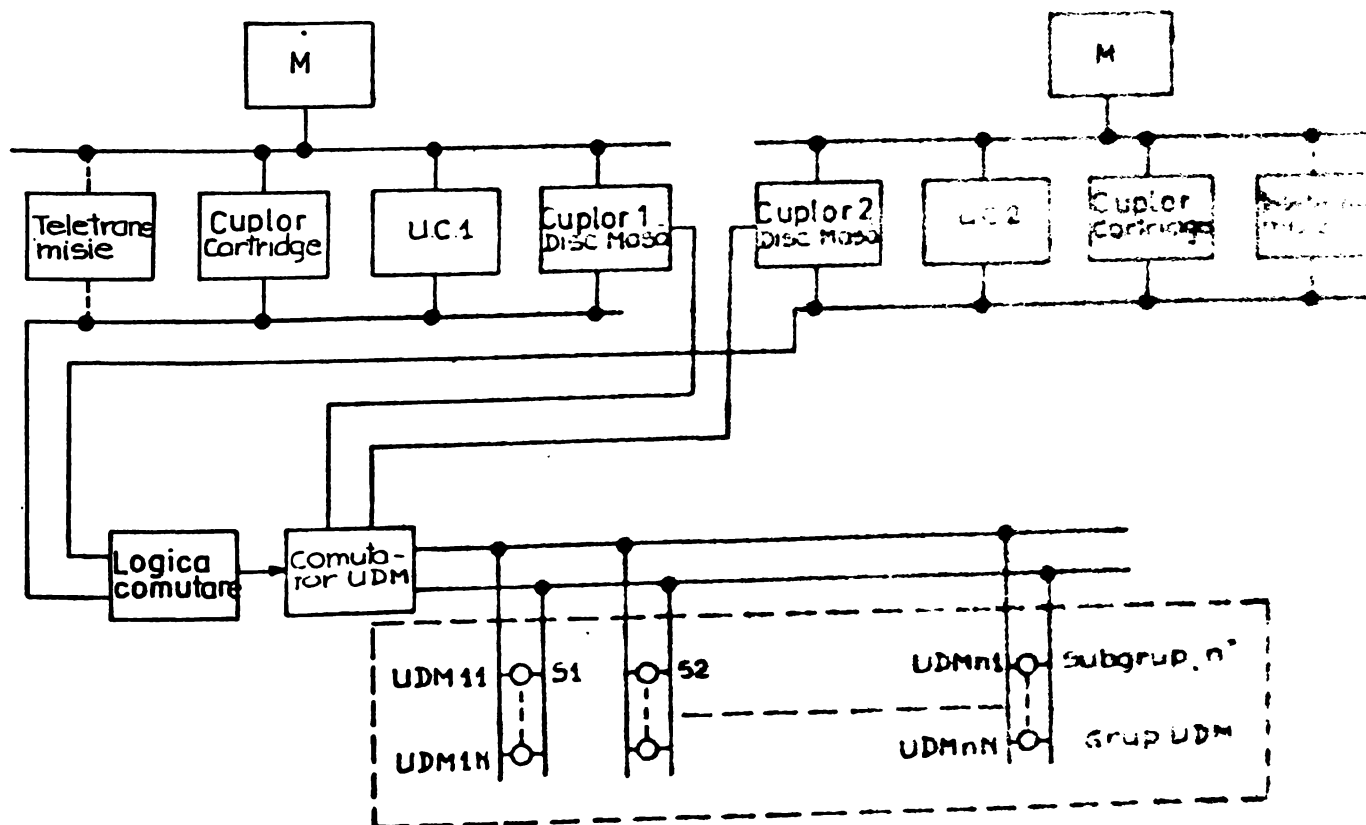 M
M
Teletrans
misie
Cuplor
Cartridge
U.C.1
Cuplor 1
Disc Masa
Cuplor 2
Disc Masa
U.C.2
Cuplor
Cartridge
Logica
comutare
Comuta-
tor UDM
UDM11
S1
S2
UDMn1
Subgrup „n"
UDM1N
UDMnN
Grup UDM